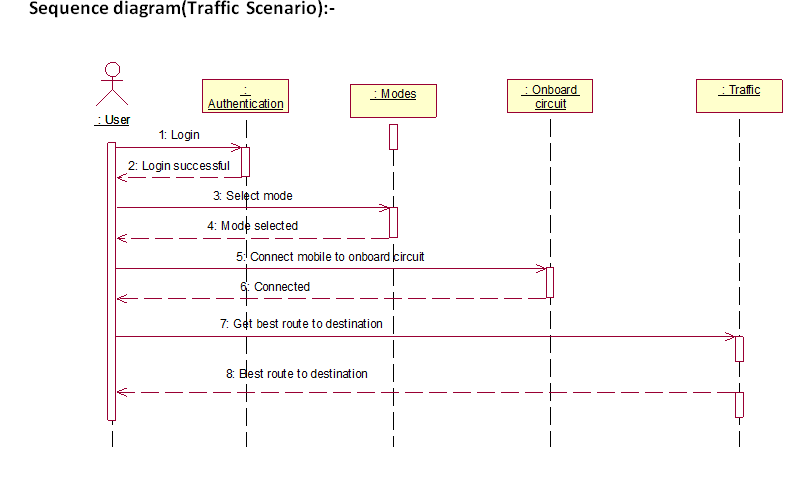 Sequence diagram(Traffic Scenario):-
: User
:
Authentication
: Modes
: Onboard
circuit
: Traffic
1: Login
2: Login successful
3: Select mode
4: Mode selected
5: Connect mobile to onboard circuit
6: Connected
7: Get best route to destination
8: Best route to destination